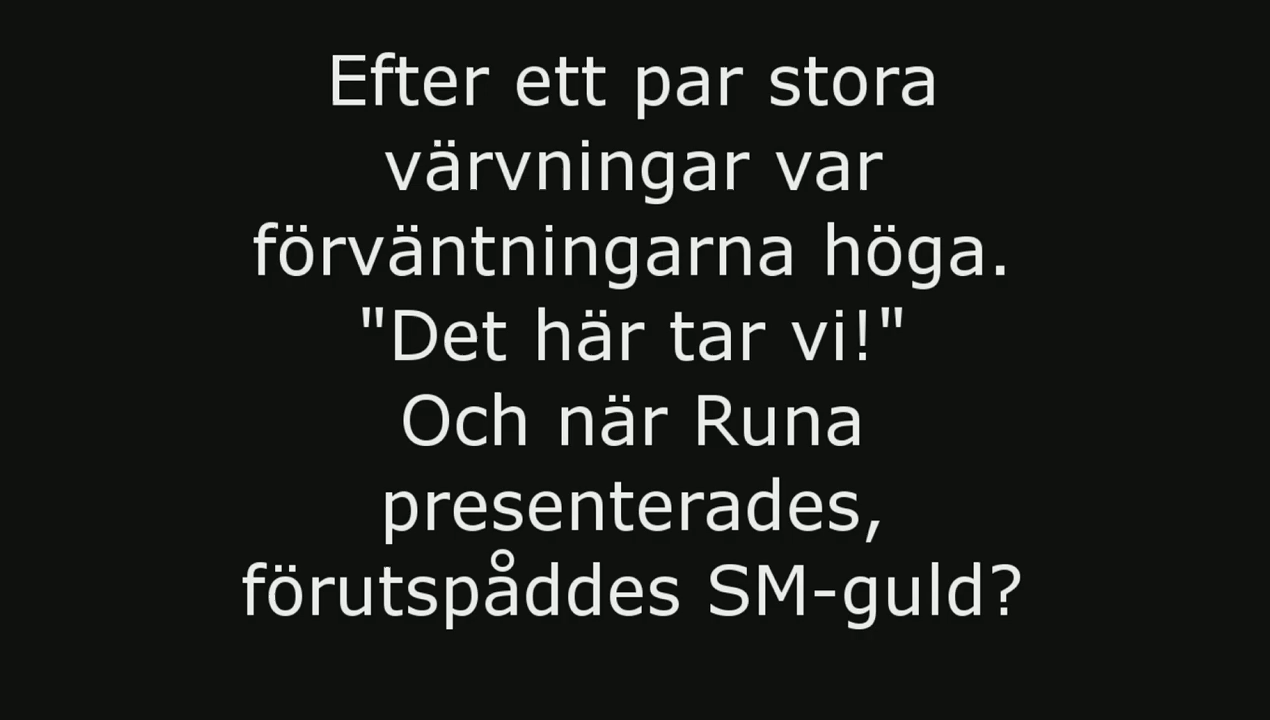 Efter ett par stora
värvningar var
förväntningarna höga.
"Det här tar vi!"
Och när Runa
presenterades,
förutspåddes SM-guld?